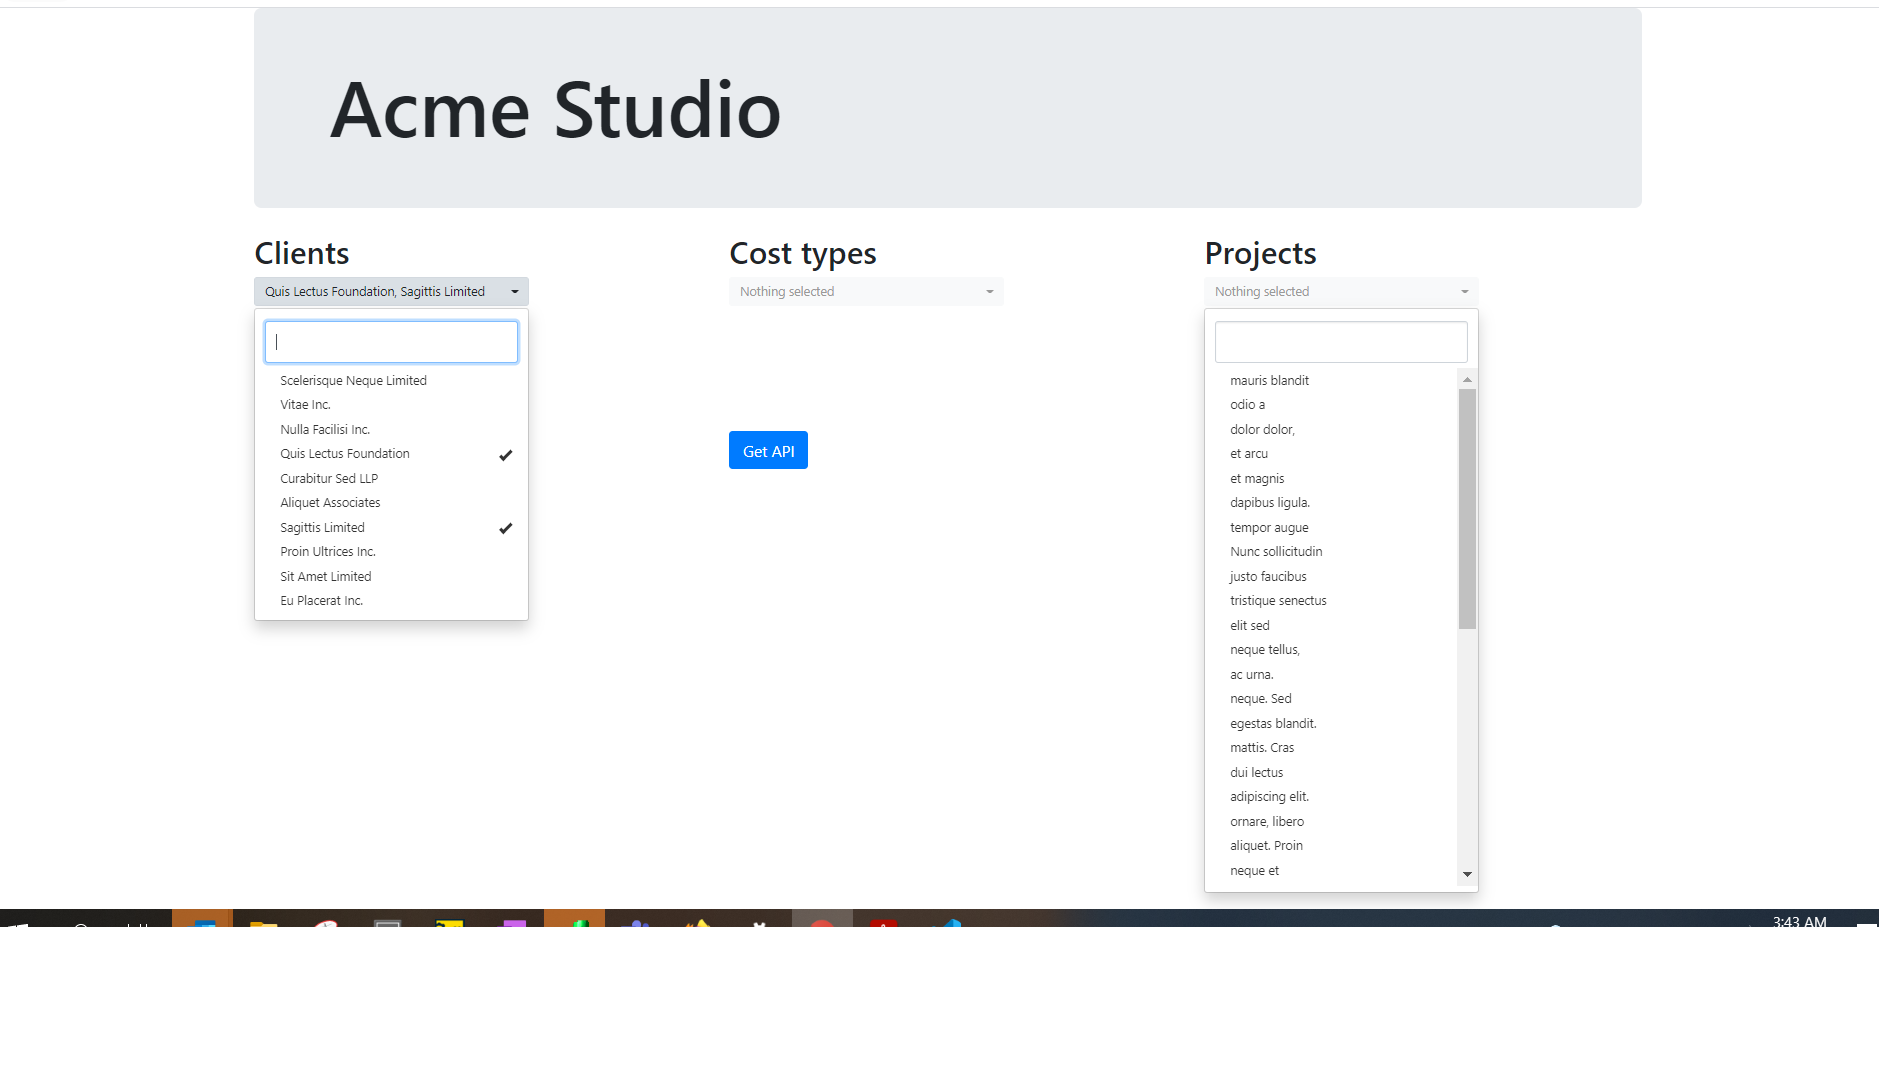 Acme Studio
Clients
Quis Lectus Foundation, Sagittis Limited
Scelerisque Neque Limited
Vitae Inc.
Nulla Facilisi Inc.
Quis Lectus Foundation
Curabitur Sed LLP
Aliquet Associates
Sagittis Limited
Proin Ultrices Inc.
Sit Amet Limited
Eu Placerat Inc.
Cost types
Nothing selected
Get API
Projects
Nothing selected
mauris blandit
odio a
dolor dolor,
et arcu
et magnis
dapibus ligula.
tempor augue
Nunc sollicitudin
justo faucibus
tristique senectus
elit sed
neque tellus,
ac urna.
neque. Sed
egestas blandit.
mattis. Cras
dui lectus
adipiscing elit.
ornare, libero
aliquet. Proin
neque et
3:43 AM